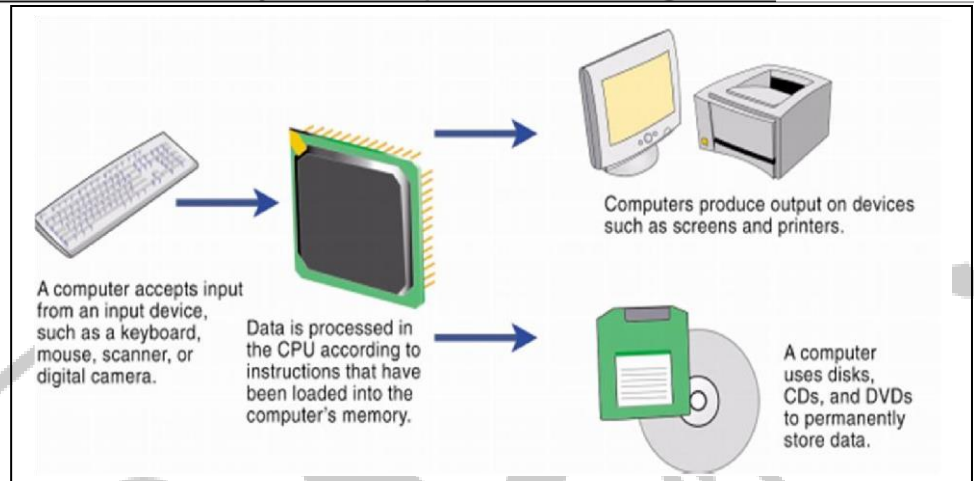 A computer accepts input
from an input device,
such as a keyboard,
mouse, scanner, or
digital camera.
Data is processed in
the CPU according to
instructions that have
been loaded into the
computer's memory.
Computers produce output on devices
such as screens and printers.
A computer
uses disks,
CDs, and DVDs
to permanently
store data.